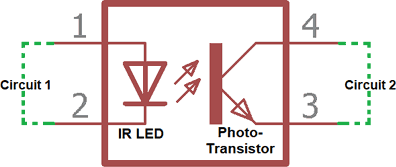 1
4
Circuit 1
Circuit 2
2
3
IR LED
Photo-
Transistor